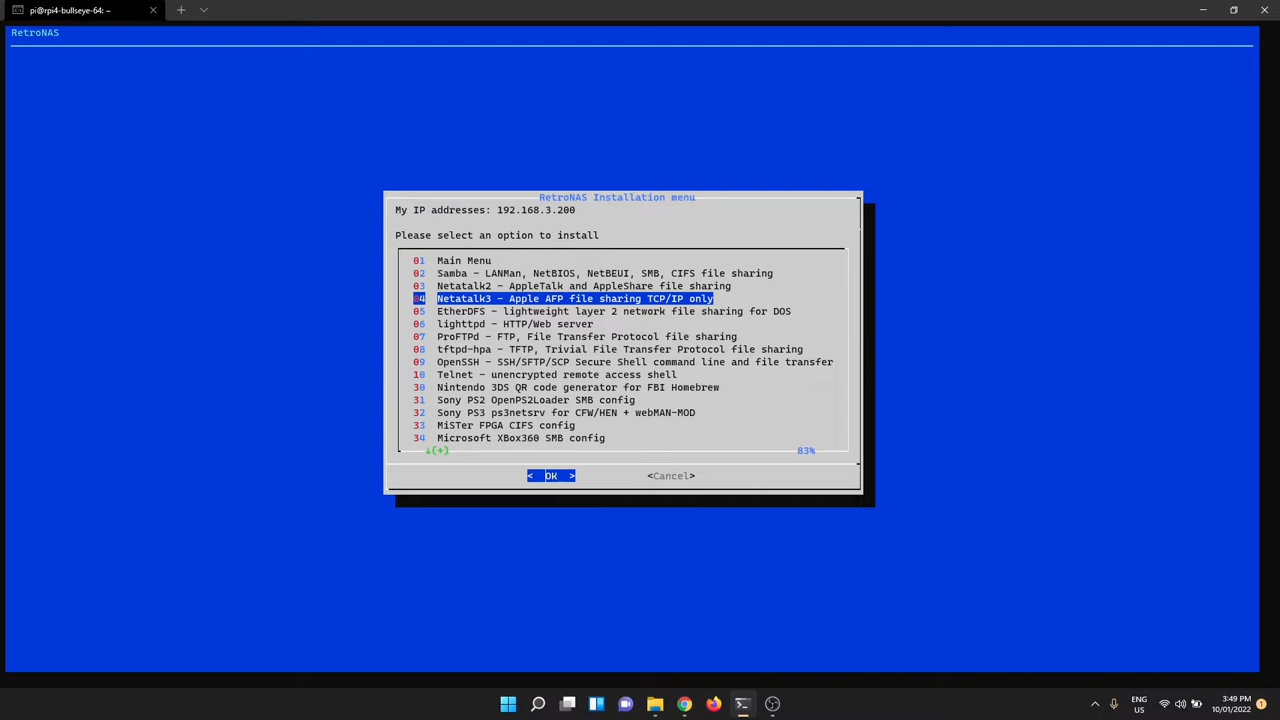 pi@rpi4-bullseye-64: ~
RetroNAS
RetroNAS Installation menu
My IP addresses: 192.168.3.200
Please select an option to install
01 Main Menu
02 Samba - LANMan, NetBIOS, NetBEUI, SMB, CIFS file sharing
03 Netatalk2 - AppleTalk and AppleShare file sharing
04 Netatalk3 - Apple AFP file sharing TCP/IP only
05 EtherDFS - lightweight layer 2 network file sharing for DOS
06 lighttpd - HTTP/Web server
07 ProFTPd - FTP, File Transfer Protocol file sharing
08 tftpd-hpa - TFTP, Trivial File Transfer Protocol file sharing
09 OpenSSH - SSH/SFTP/SCP Secure Shell command line and file transfer
10 Telnet - unencrypted remote access shell
30 Nintendo 3DS QR code generator for FBI Homebrew
31 Sony PS2 OpenPS2Loader SMB config
32 Sony PS3 ps3netsrv for CFW/HEN + webMAN-MOD
33 MiSTer FPGA CIFS config
34 Microsoft XBox360 SMB config
↓(+) 83%
< OK > <Cancel>
ENG
US
3:49 PM
10/01/2022
1